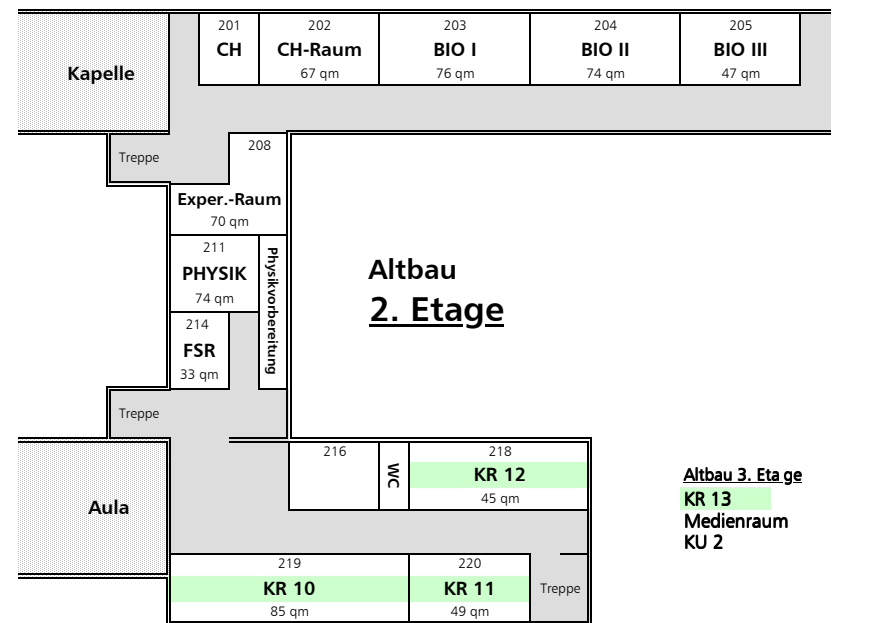 201
CH
202
CH-Raum
67 qm
203
BIO I
76 qm
204
BIO II
74 qm
205
BIO III
47 qm
Kapelle
Treppe
208
Exper.-Raum
70 qm
211
PHYSIK
74 qm
Physikvorbereitung
214
FSR
33 qm
Altbau
2. Etage
Treppe
216
WC
218
KR 12
45 qm
Aula
219
KR 10
85 qm
220
KR 11
49 qm
Treppe
Altbau 3. Eta ge
KR 13
Medienraum
KU 2